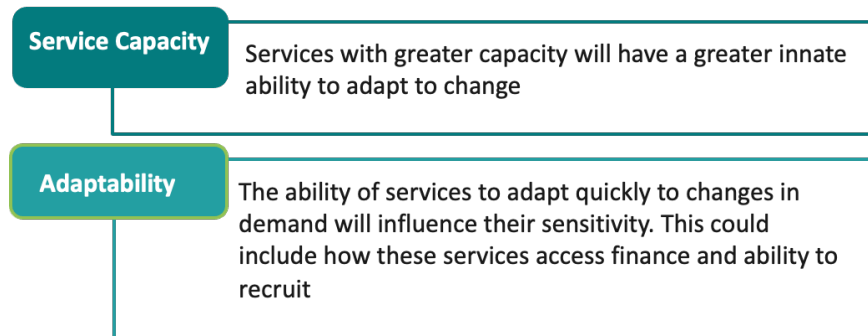 Service Capacity
Services with greater capacity will have a greater innate
ability to adapt to change
Adaptability
The ability of services to adapt quickly to changes in
demand will influence their sensitivity. This could
include how these services access finance and ability to
recruit